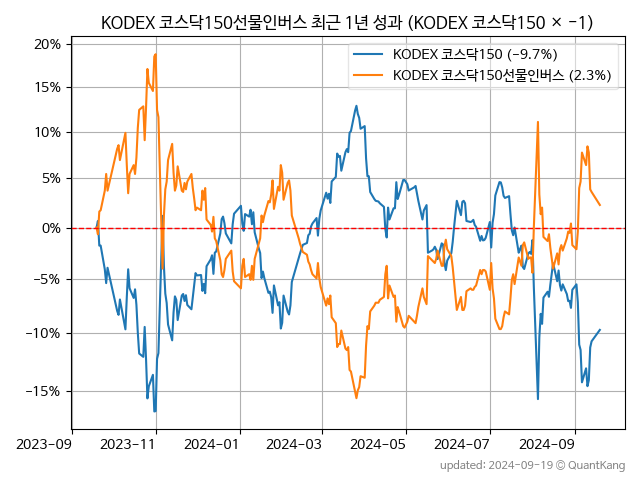 KODEX 코스닥150선물인버스 최근 1년 성과 (KODEX 코스닥150 × −1)
KODEX 코스닥150 (−9.7%)
KODEX 코스닥150선물인버스 (2.3%)
20%
15%
10%
5%
0%
−5%
−10%
−15%
2023-09 2023-11 2024-01 2024-03 2024-05 2024-07 2024-09
updated: 2024-09-19 © QuantKang